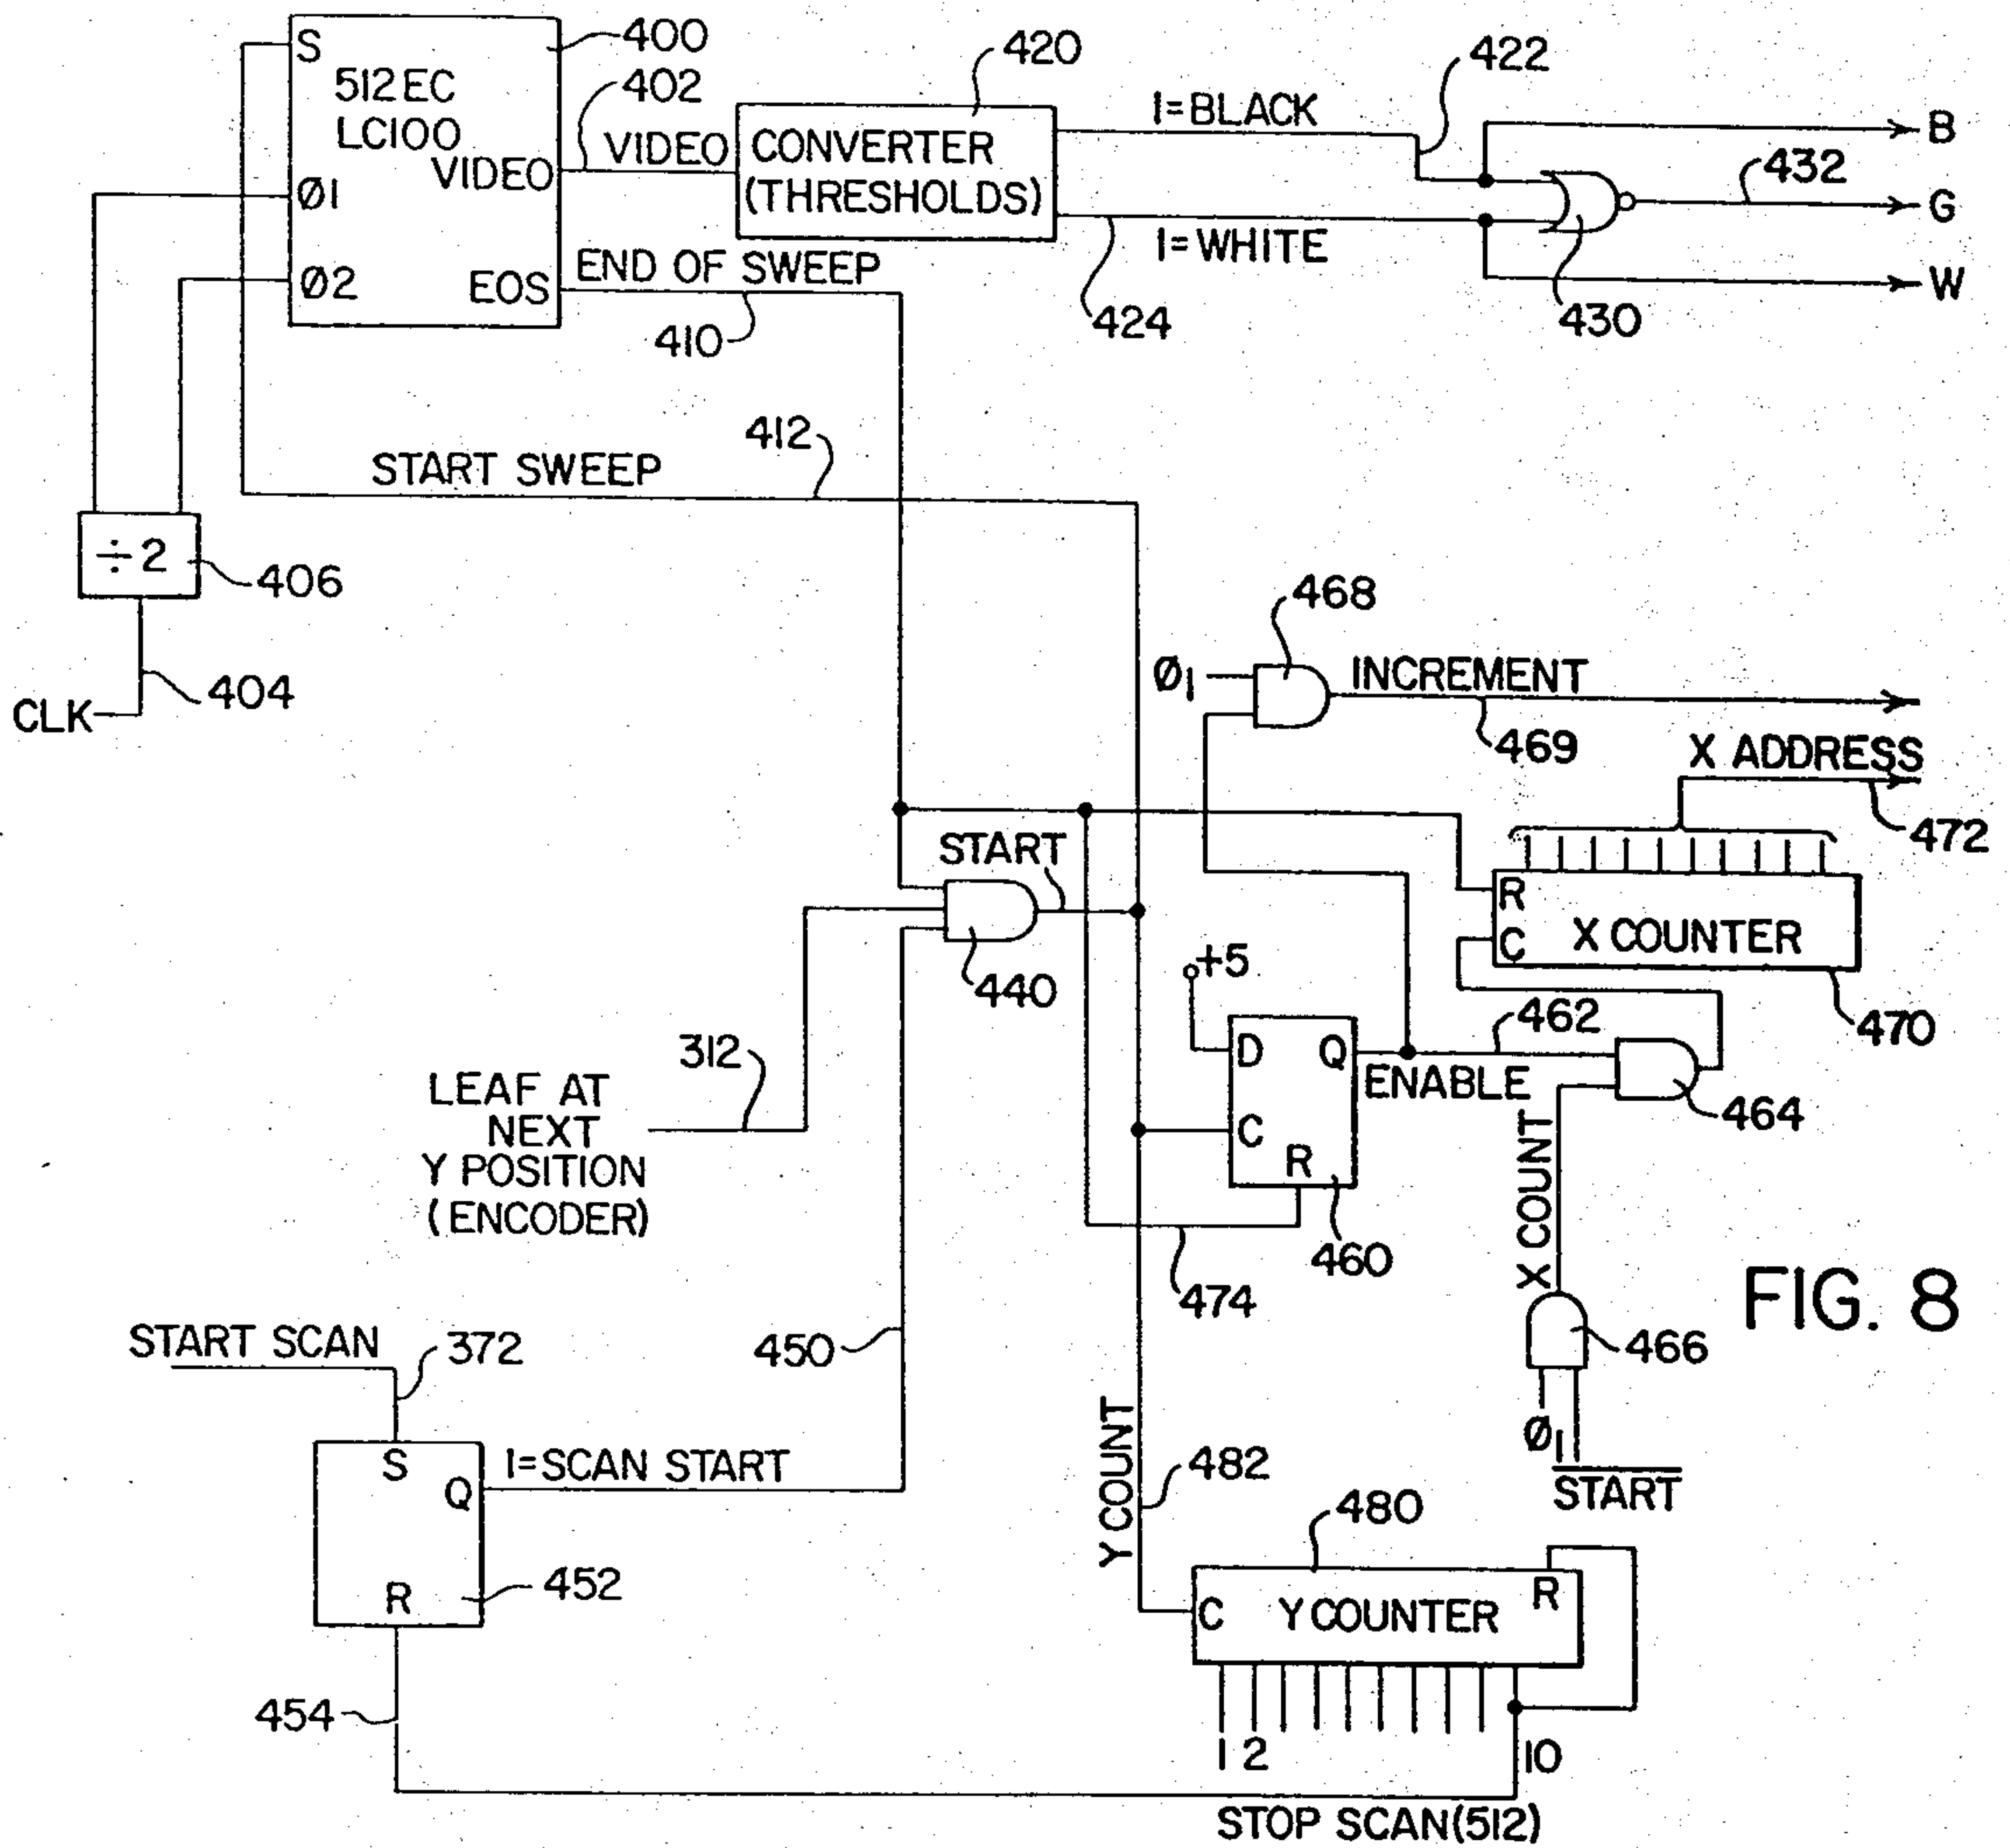 S
512EC
LC100
VIDEO
Ø1
Ø2
EOS
400
402
VIDEO
420
CONVERTER
(THRESHOLDS)
1=BLACK
422
B
432
G
1=WHITE
424
430
W
END OF SWEEP
410
412
START SWEEP
÷2
406
404
CLK
468
Ø1
INCREMENT
469
X ADDRESS
472
START
440
R
C
X COUNTER
470
+5
D
Q
C
R
460
462
ENABLE
464
312
LEAF AT
NEXT
Y POSITION
(ENCODER)
474
X COUNT
466
Ø1
START
FIG. 8
START SCAN
372
450
S
Q
R
1=SCAN START
452
454
Y COUNT
482
480
C
Y COUNTER
R
1 2
10
STOP SCAN(512)